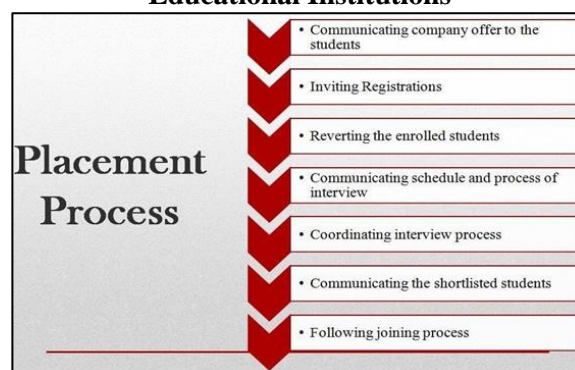 Educational Institutions
Placement
Process
• Communicating company offer to the
students
• Inviting Registrations
• Reverting the enrolled students
• Communicating schedule and process of
interview
• Coordinating interview process
• Communicating the shortlisted students
• Following joining process